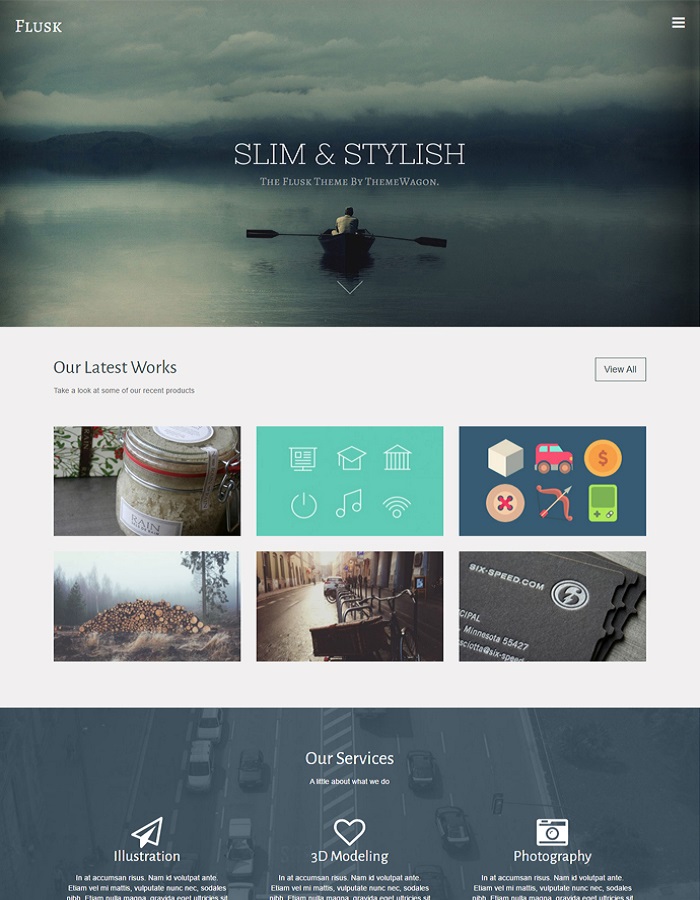 Flusk
SLIM & STYLISH
The Flusk Theme By ThemeWagon.
Our Latest Works
View All
Take a look at some of our recent products
RAIN
SIX-SPEED.COM
CIPAL
, Minnesota 55427
sciotta@six-speed
Our Services
A little about what we do
Illustration
3D Modeling
Photography
In at accumsan risus. Nam id volutpat ante.
Etiam vel mi mattis, vulputate nunc nec, sodales
nibh. Etiam nulla magna, gravida eget ultricies sit
In at accumsan risus. Nam id volutpat ante.
Etiam vel mi mattis, vulputate nunc nec, sodales
nibh. Etiam nulla magna, gravida eget ultricies sit
In at accumsan risus. Nam id volutpat ante.
Etiam vel mi mattis, vulputate nunc nec, sodales
nibh. Etiam nulla magna, gravida eget ultricies sit